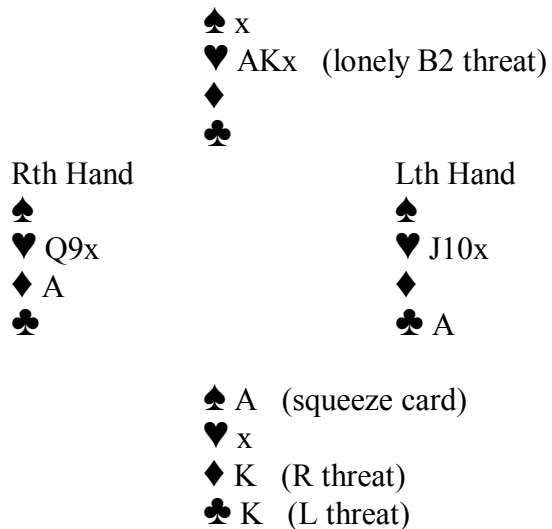 ♠ x
♥ AKx (lonely B2 threat)
♦
♣
Rth Hand Lth Hand
♠ ♠
♥ Q9x ♥ J10x
♦ A ♦
♣ ♣ A
♠ A (squeeze card)
♥ x
♦ K (R threat)
♣ K (L threat)